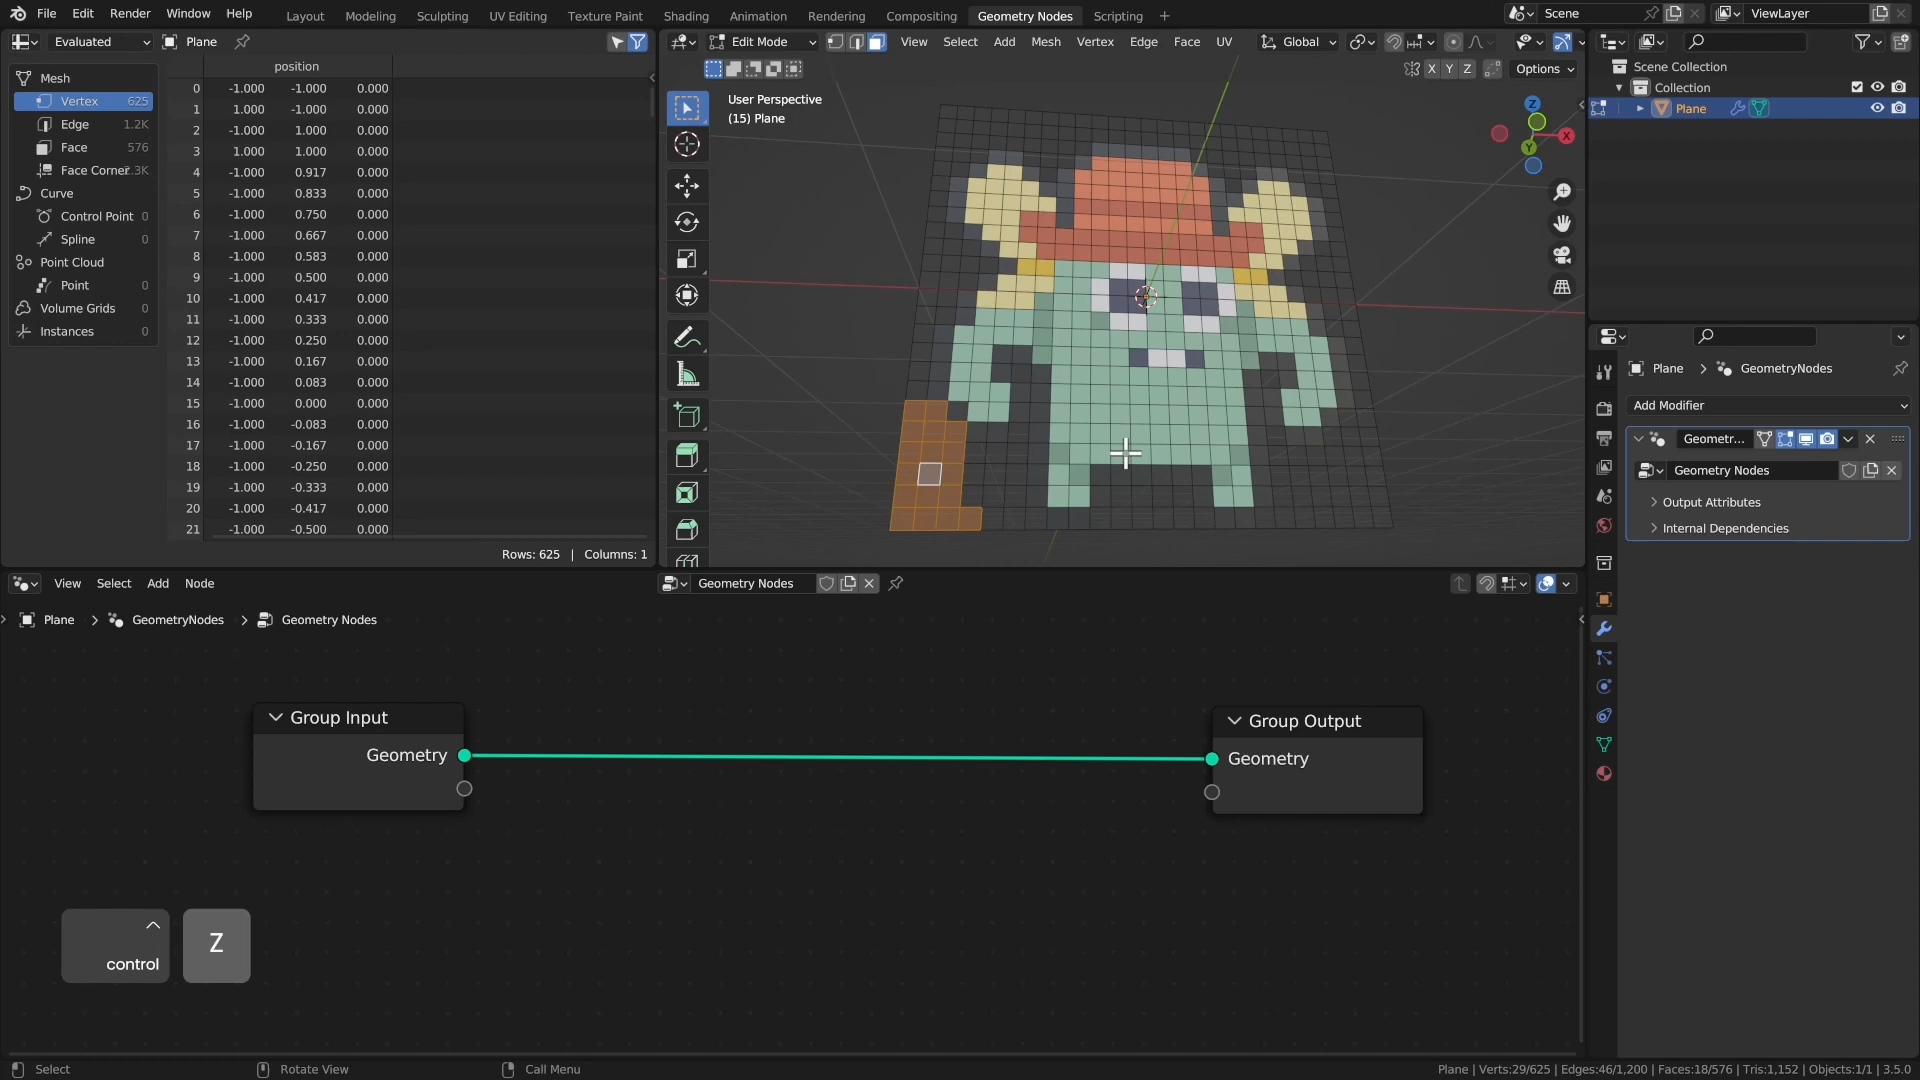 File Edit Render Window Help Layout Modeling Sculpting UV Editing Texture Paint Shading Animation Rendering Compositing Geometry Nodes Scripting + Scene ViewLayer
Evaluated Plane
Edit Mode View Select Add Mesh Vertex Edge Face UV Global
X Y Z Options
position
Mesh
Vertex 625
Edge 1.2K
Face 576
Face Corner 2.3K
Curve
Control Point 0
Spline 0
Point Cloud
Point 0
Volume Grids 0
Instances 0
0 -1.000 -1.000 0.000
1 1.000 -1.000 0.000
2 -1.000 1.000 0.000
3 1.000 1.000 0.000
4 -1.000 0.917 0.000
5 -1.000 0.833 0.000
6 -1.000 0.750 0.000
7 -1.000 0.667 0.000
8 -1.000 0.583 0.000
9 -1.000 0.500 0.000
10 -1.000 0.417 0.000
11 -1.000 0.333 0.000
12 -1.000 0.250 0.000
13 -1.000 0.167 0.000
14 -1.000 0.083 0.000
15 -1.000 0.000 0.000
16 -1.000 -0.083 0.000
17 -1.000 -0.167 0.000
18 -1.000 -0.250 0.000
19 -1.000 -0.333 0.000
20 -1.000 -0.417 0.000
21 -1.000 -0.500 0.000
Rows: 625 | Columns: 1
User Perspective
(15) Plane
Z
X
Y
Scene Collection
Collection
Plane
Plane > GeometryNodes
Add Modifier
Geometr...
Geometry Nodes
Output Attributes
Internal Dependencies
View Select Add Node Geometry Nodes
Plane > GeometryNodes > Geometry Nodes
Group Input
Geometry
Group Output
Geometry
control
Z
Select Rotate View Call Menu Plane | Verts:29/625 | Edges:46/1,200 | Faces:18/576 | Tris:1,152 | Objects:1/1 | 3.5.0